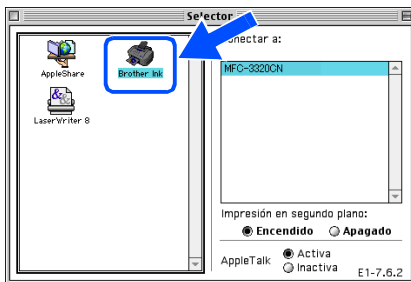 Selector
Conectar a:
AppleShare
Brother Ink
LaserWriter 8
MFC-3320CN
Impresión en segundo plano:
Encendido Apagado
AppleTalk Activa
Inactiva
E1-7.6.2